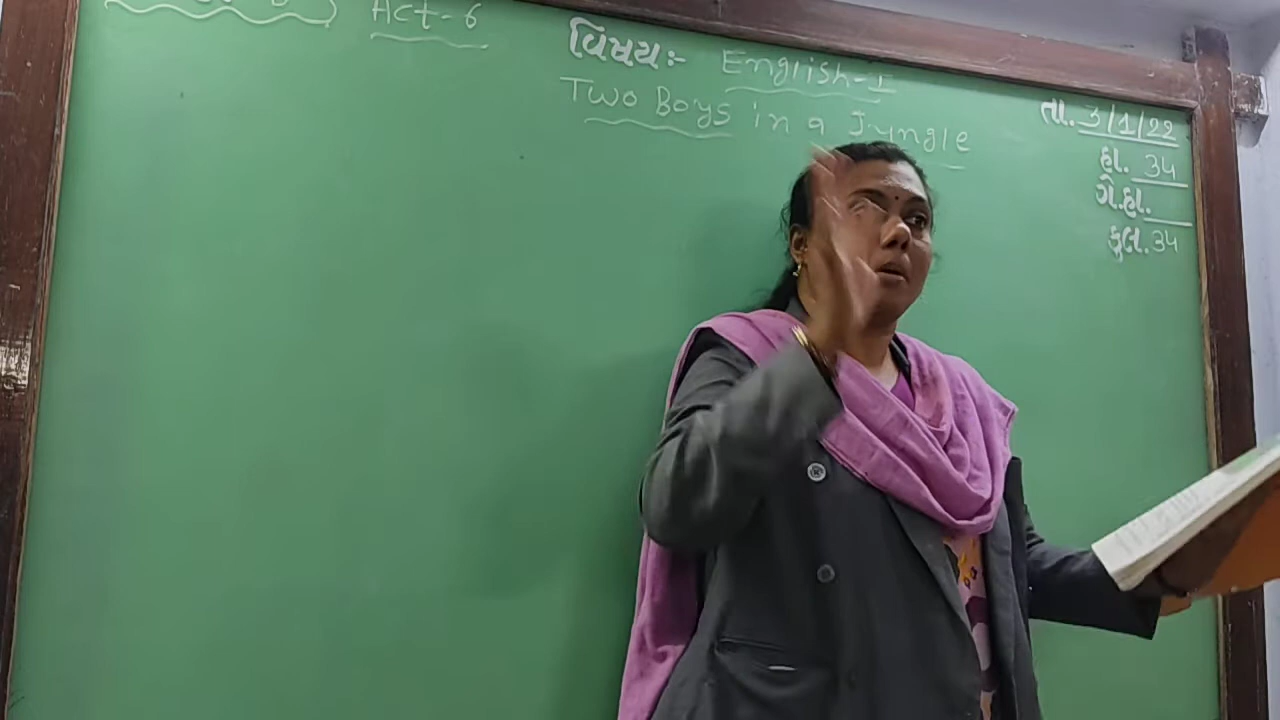 Act-6
વિષય:- English-I
Two Boys in a Jungle
તા. 3/1/22
હા. 34
ગે.હા.
કુલ. 34